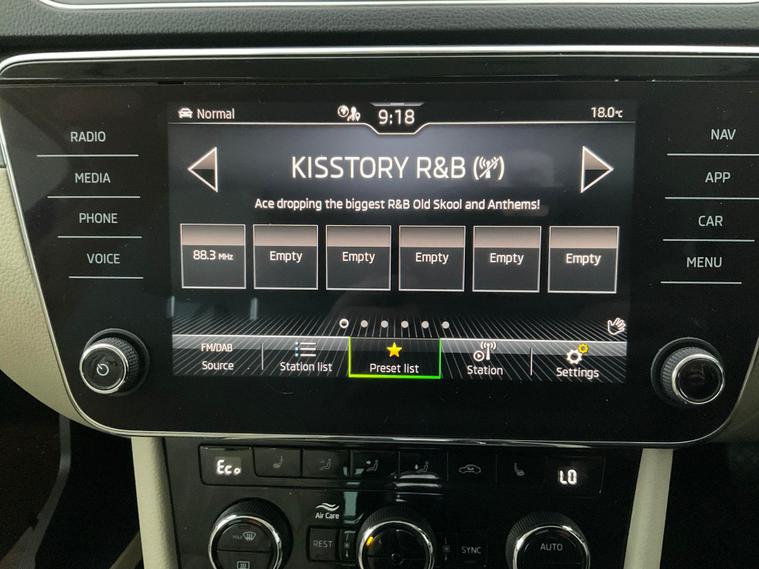 Normal
9:18
18.0°C
KISSTORY R&B
Ace dropping the biggest R&B Old Skool and Anthems!
RADIO
MEDIA
PHONE
VOICE
NAV
APP
CAR
MENU
88.3 MHz
Empty
Empty
Empty
Empty
Empty
FM/DAB
Source
Station list
Preset list
Station
Settings
Eco
LO
Air Care
MAX
REST
SYNC
AUTO